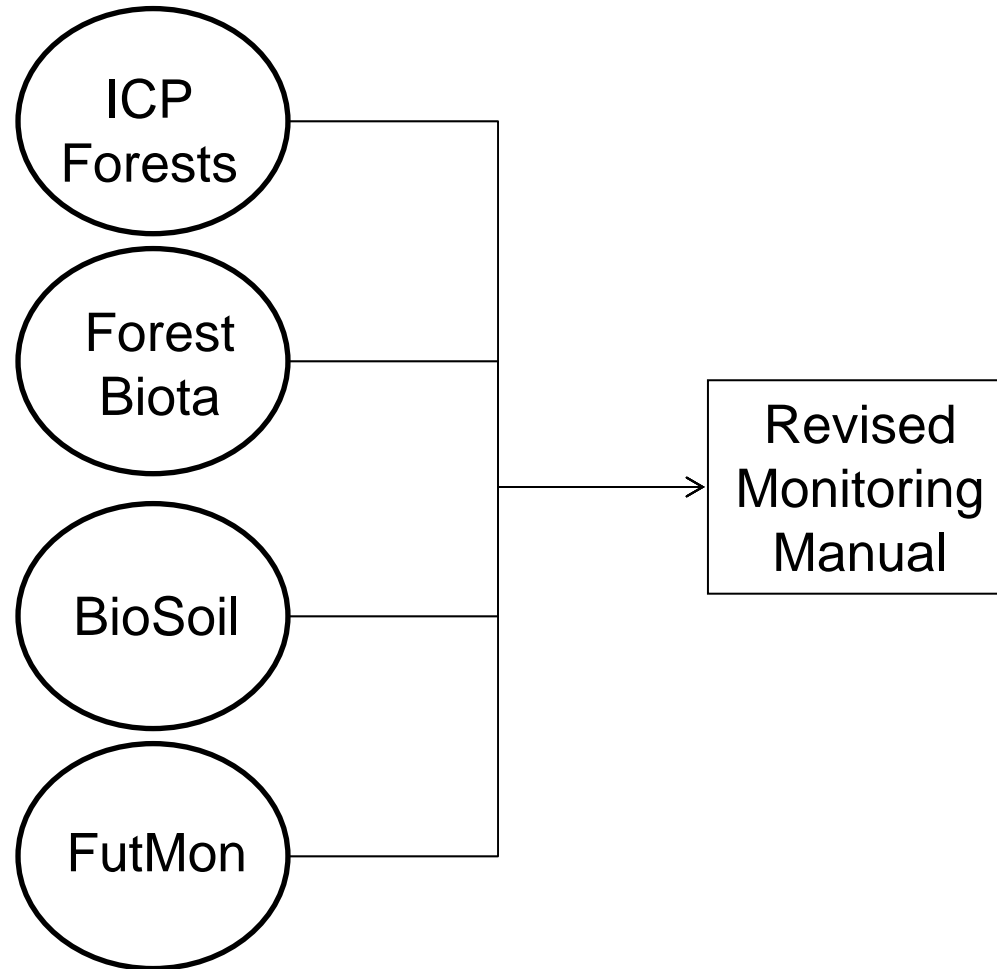 ICP
Forests
Forest
Biota
BioSoil
FutMon
Revised
Monitoring
Manual